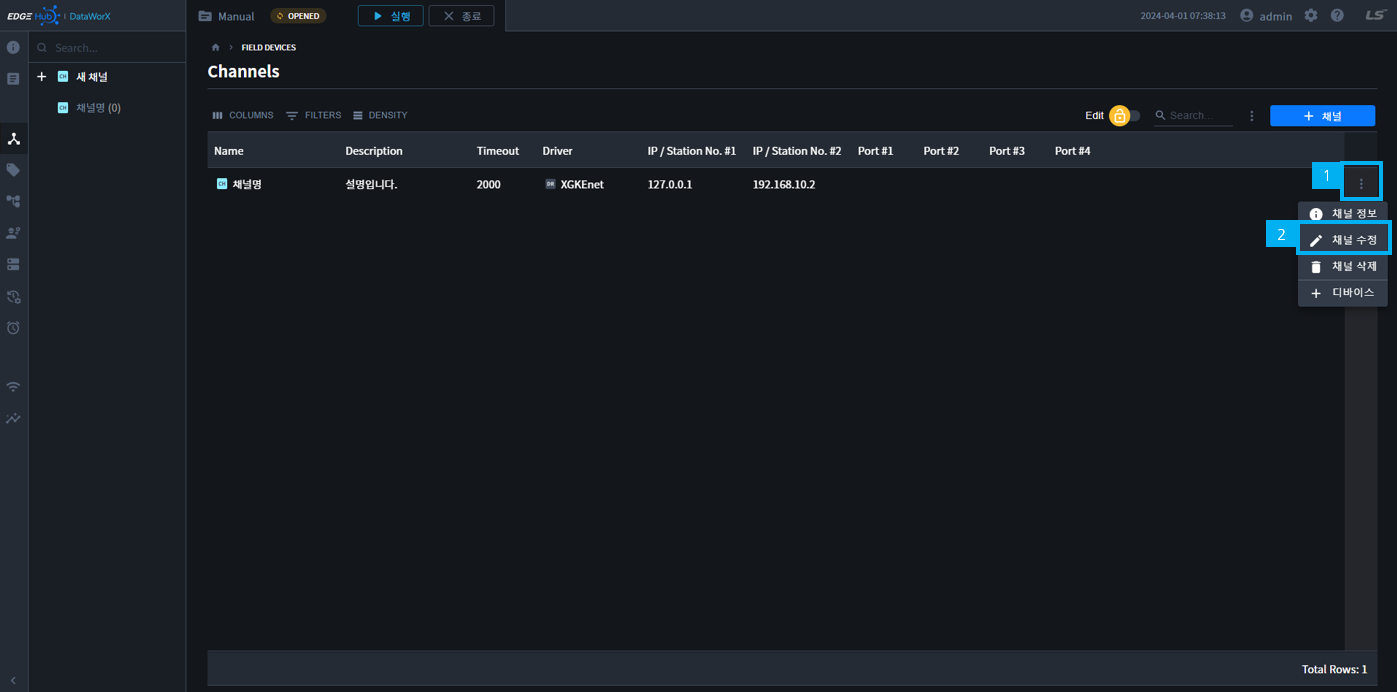 EDGE Hub | DataWorX
Manual
OPENED
실행
종료
2024-04-01 07:38:13
admin
LS
Search...
새 채널
채널명 (0)
FIELD DEVICES
Channels
COLUMNS FILTERS DENSITY
Edit
Search...
채널
Name Description Timeout Driver IP / Station No. #1 IP / Station No. #2 Port #1 Port #2 Port #3 Port #4
CH 채널명 설명입니다. 2000 DR XGKEnet 127.0.0.1 192.168.10.2
1
채널 정보
2
채널 수정
채널 삭제
디바이스
Total Rows: 1